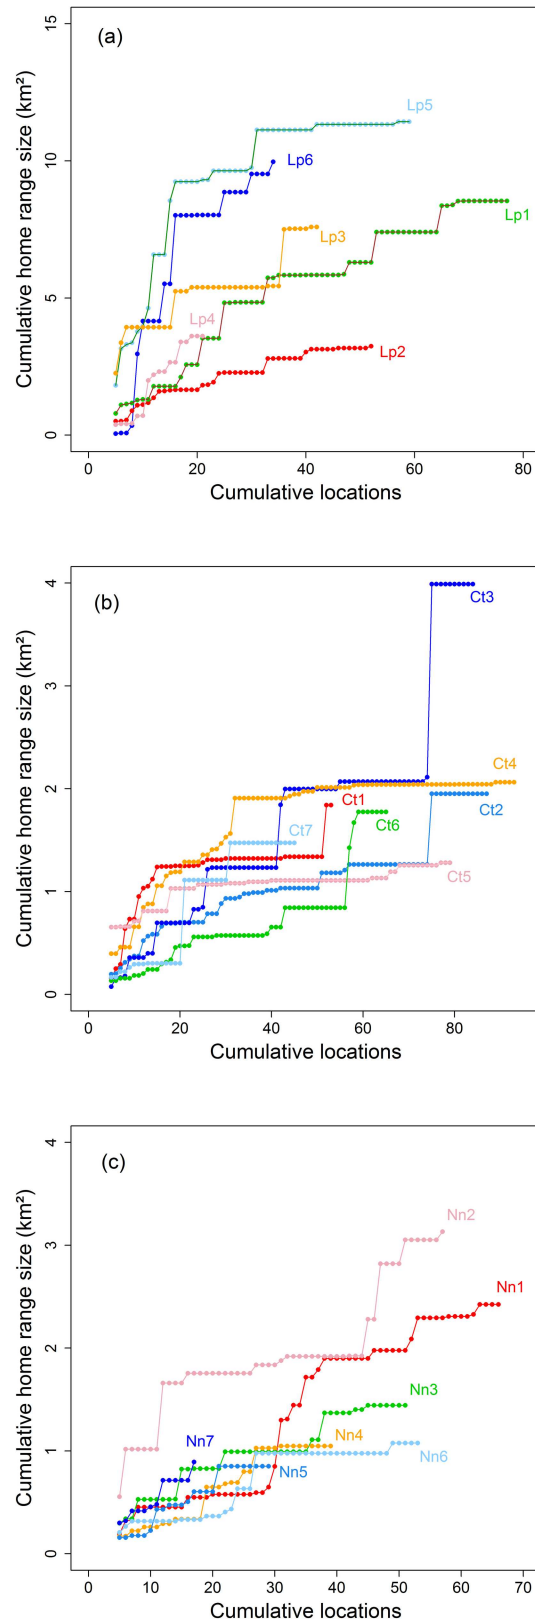 (a)
15
10
5
0
Cumulative home range size (km²)
Lp5
Lp6
Lp3
Lp1
Lp4
Lp2
0 20 40 60 80
Cumulative locations
(b)
4
3
2
1
0
Cumulative home range size (km²)
Ct3
Ct4
Ct1
Ct2
Ct6
Ct7
Ct5
0 20 40 60 80
Cumulative locations
(c)
4
3
2
1
0
Cumulative home range size (km²)
Nn2
Nn1
Nn3
Nn4
Nn7
Nn6
Nn5
0 10 20 30 40 50 60 70
Cumulative locations